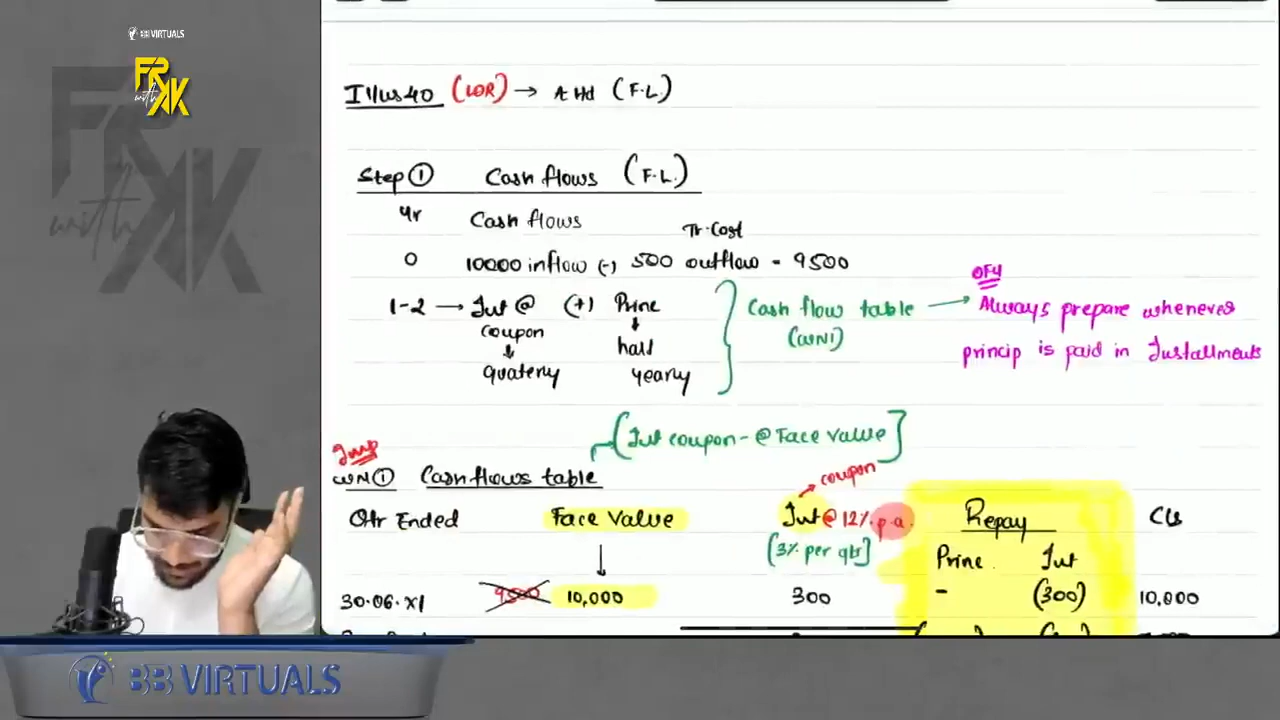 BB VIRTUALS
FR
with KK
FR
with KK
Illus 40 (LOR) → A Hd (F.L)
Step ① Cash flows (F.L.)
Yr Cash flows
Tr. Cost
0 10000 inflow (-) 500 outflow = 9500
OF4
1-2 → Int @ (+) Princ
coupon half
quaterly yearly
Cash flow table → Always prepare whenever
(WN1) princip is paid in Installments
[Int coupon - @ Face Value]
Imp
WN① Cashflows table
→ coupon
Qtr Ended Face Value Int @ 12% p.a. Repay C/b
[3% per qtr] Princ. Int
30.06.X1 9500 10,000 300 - (300) 10,000
BB VIRTUALS